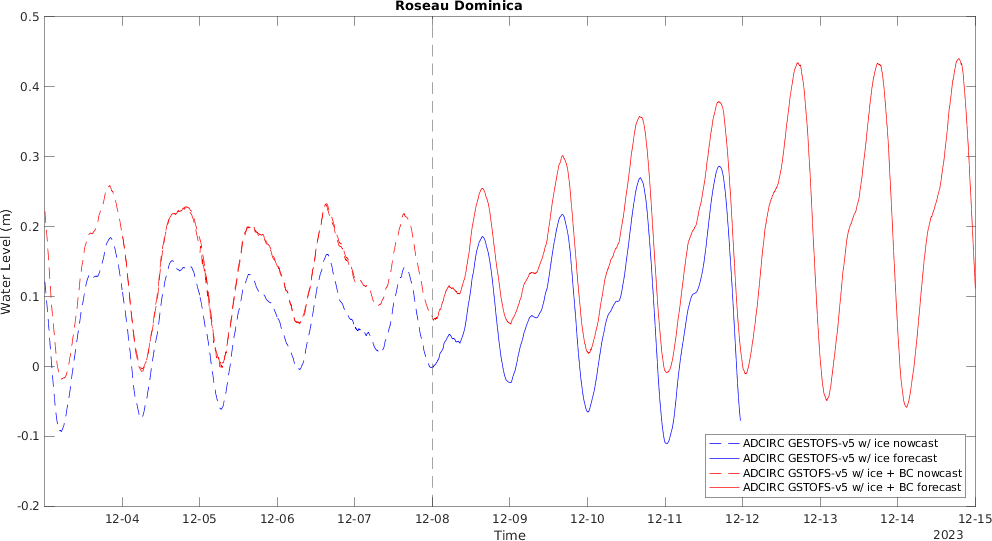 Roseau Dominica
0.5
0.4
0.3
0.2
0.1
0
-0.1
-0.2
Water Level (m)
ADCIRC GESTOFS-v5 w/ ice nowcast
ADCIRC GESTOFS-v5 w/ ice forecast
ADCIRC GSTOFS-v5 w/ ice + BC nowcast
ADCIRC GSTOFS-v5 w/ ice + BC forecast
12-04 12-05 12-06 12-07 12-08 12-09 12-10 12-11 12-12 12-13 12-14 12-15
Time
2023